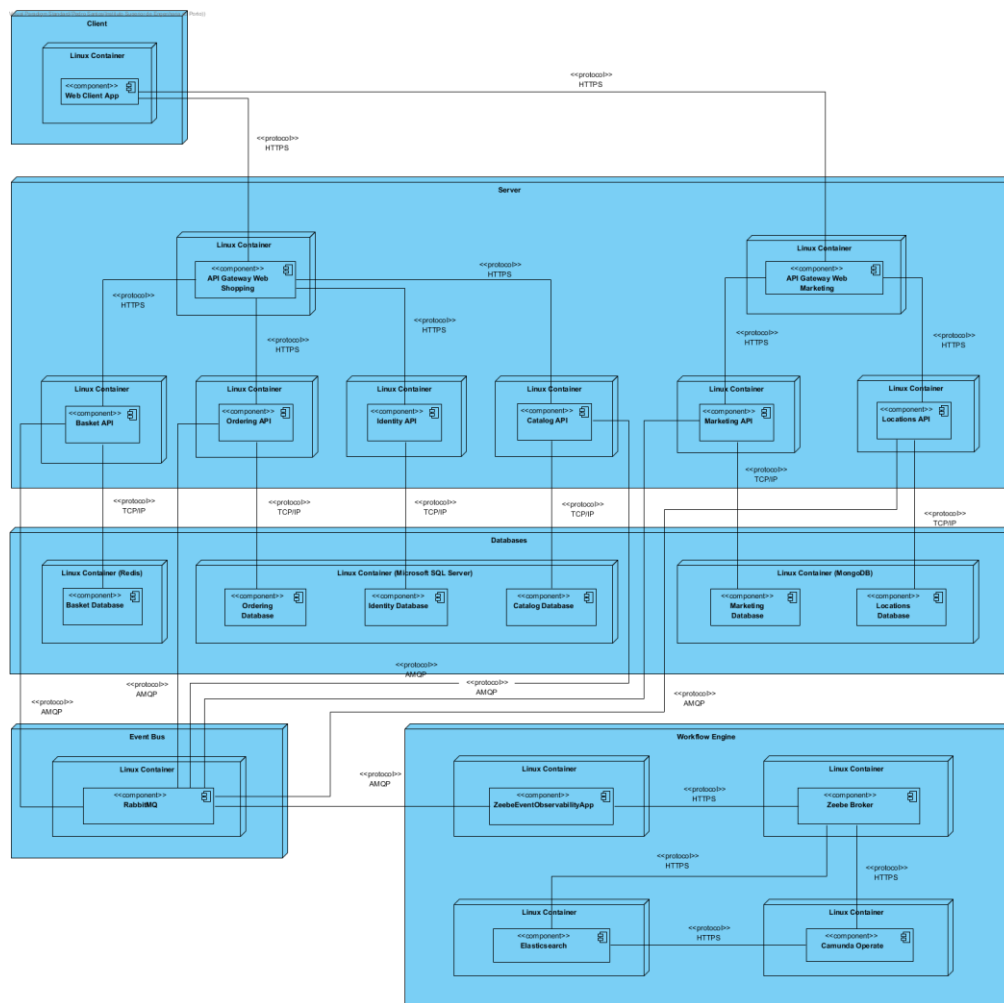 Client
Linux Container
<<component>>
Web Client App
<<protocol>>
HTTPS
<<protocol>>
HTTPS
Server
Linux Container
<<component>>
API Gateway Web
Shopping
Linux Container
<<component>>
API Gateway Web
Marketing
<<protocol>>
HTTPS
<<protocol>>
HTTPS
<<protocol>>
HTTPS
<<protocol>>
HTTPS
<<protocol>>
HTTPS
<<protocol>>
HTTPS
Linux Container
<<component>>
Basket API
Linux Container
<<component>>
Ordering API
Linux Container
<<component>>
Identity API
Linux Container
<<component>>
Catalog API
Linux Container
<<component>>
Marketing API
Linux Container
<<component>>
Locations API
<<protocol>>
TCP/IP
<<protocol>>
TCP/IP
<<protocol>>
TCP/IP
<<protocol>>
TCP/IP
<<protocol>>
TCP/IP
<<protocol>>
TCP/IP
Databases
Linux Container (Redis)
<<component>>
Basket Database
Linux Container (Microsoft SQL Server)
<<component>>
Ordering
Database
<<component>>
Identity Database
<<component>>
Catalog Database
Linux Container (MongoDB)
<<component>>
Marketing
Database
<<component>>
Locations
Database
<<protocol>>
AMQP
<<protocol>>
AMQP
<<protocol>>
AMQP
<<protocol>>
AMQP
<<protocol>>
AMQP
Event Bus
Linux Container
<<component>>
RabbitMQ
<<protocol>>
AMQP
Workflow Engine
Linux Container
<<component>>
ZeebeEventObservabilityApp
<<protocol>>
HTTPS
Linux Container
<<component>>
Zeebe Broker
<<protocol>>
HTTPS
<<protocol>>
HTTPS
Linux Container
<<component>>
Elasticsearch
<<protocol>>
HTTPS
Linux Container
<<component>>
Camunda Operate